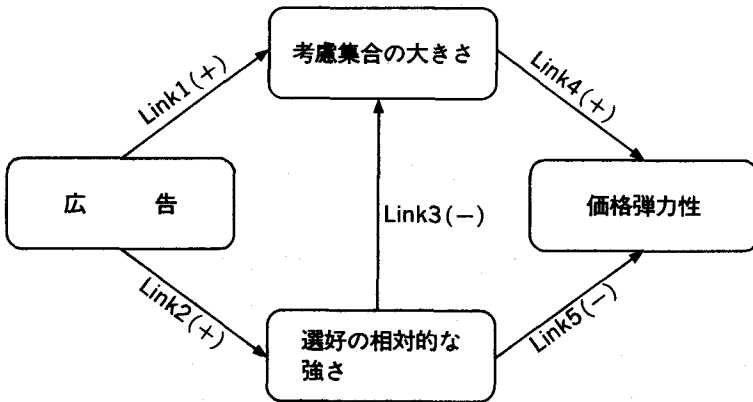 考慮集合の大きさ
Link1(+)
Link4(+)
広 告
Link3(−)
価格弾力性
Link2(+)
選好の相対的な
強さ
Link5(−)